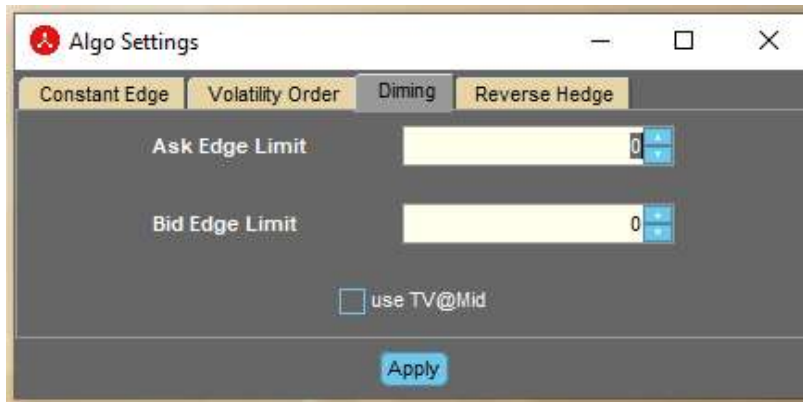 Algo Settings
Constant Edge Volatility Order Diming Reverse Hedge
Ask Edge Limit 0
Bid Edge Limit 0
use TV@Mid
Apply